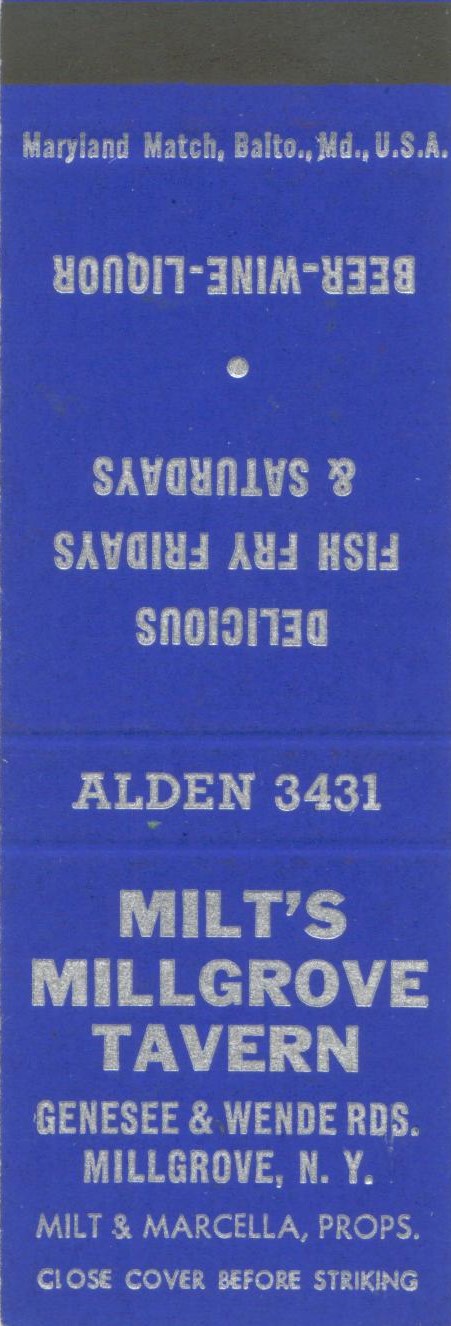 Maryland Match, Balto., Md., U.S.A.
DELICIOUS
FISH FRY FRIDAYS
& SATURDAYS
BEER-WINE-LIQUOR
ALDEN 3431
MILT'S
MILLGROVE
TAVERN
GENESEE & WENDE RDS.
MILLGROVE, N. Y.
MILT & MARCELLA, PROPS.
CLOSE COVER BEFORE STRIKING